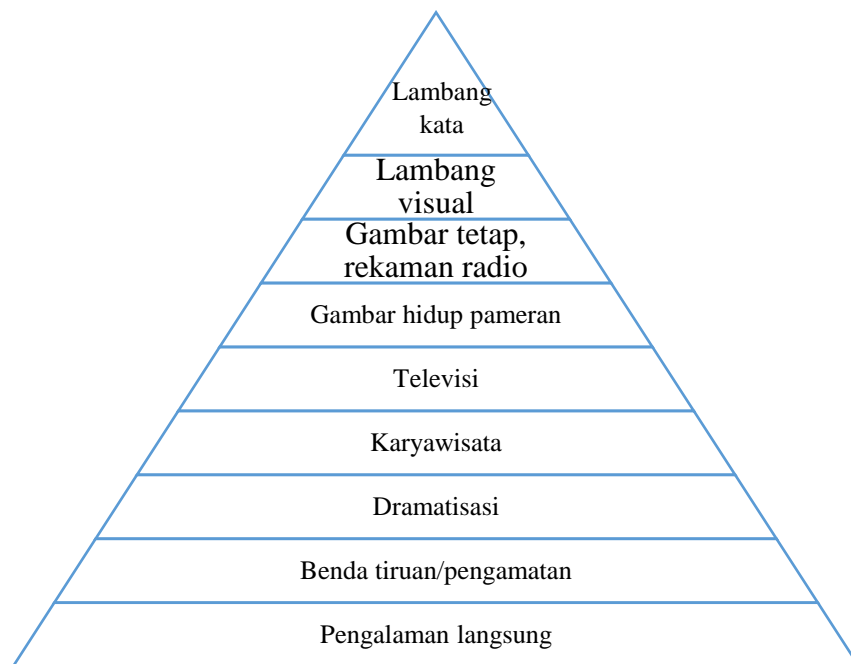 Lambang
kata
Lambang
visual
Gambar tetap,
rekaman radio
Gambar hidup pameran
Televisi
Karyawisata
Dramatisasi
Benda tiruan/pengamatan
Pengalaman langsung